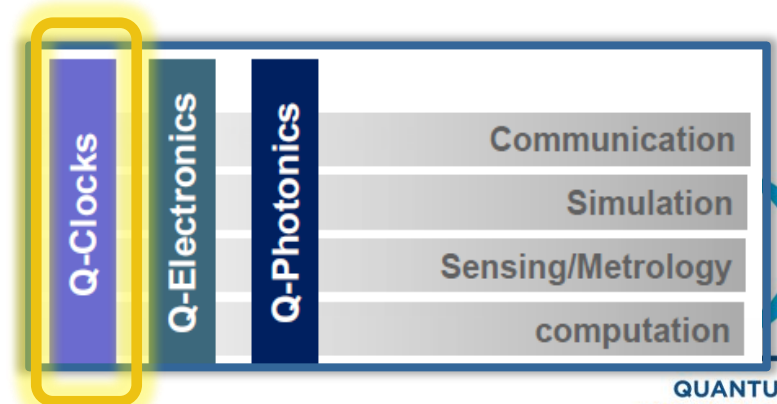 Q-Clocks
Q-Electronics
Q-Photonics
Communication
Simulation
Sensing/Metrology
computation
QUANTU